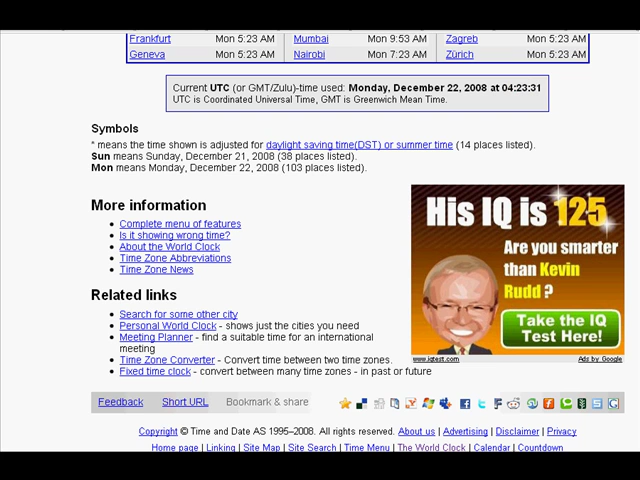 Frankfurt Mon 5:23 AM Mumbai Mon 9:53 AM Zagreb Mon 5:23 AM
Geneva Mon 5:23 AM Nairobi Mon 7:23 AM Zürich Mon 5:23 AM
Current UTC (or GMT/Zulu)-time used: Monday, December 22, 2008 at 04:23:31
UTC is Coordinated Universal Time, GMT is Greenwich Mean Time.
Symbols
* means the time shown is adjusted for daylight saving time(DST) or summer time (14 places listed).
Sun means Sunday, December 21, 2008 (38 places listed).
Mon means Monday, December 22, 2008 (103 places listed).
More information
Complete menu of features
Is it showing wrong time?
About the World Clock
Time Zone Abbreviations
Time Zone News
Related links
Search for some other city
Personal World Clock - shows just the cities you need
Meeting Planner - find a suitable time for an international
meeting
Time Zone Converter - Convert time between two time zones.
Fixed time clock - convert between many time zones - in past or future
His IQ is 125
Are you smarter
than Kevin
Rudd ?
Take the IQ
Test Here!
www.iqtest.com Ads by Google
Feedback Short URL Bookmark & share
Copyright © Time and Date AS 1995–2008. All rights reserved. About us | Advertising | Disclaimer | Privacy
Home page | Linking | Site Map | Site Search | Time Menu | The World Clock | Calendar | Countdown